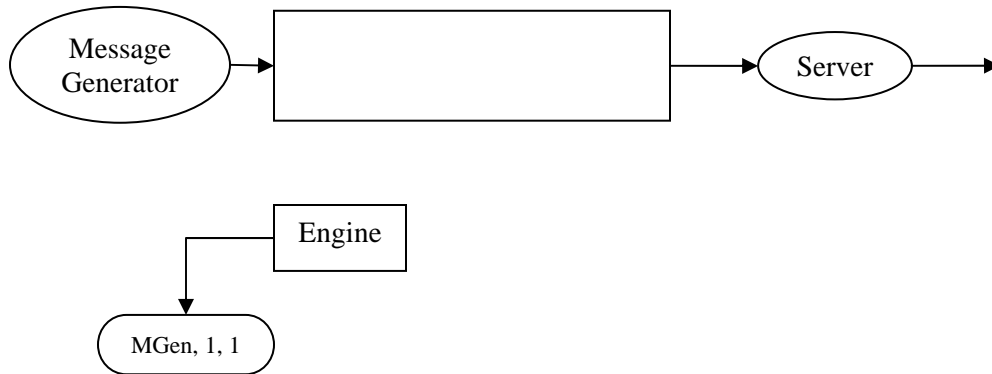 Message
Generator
Server
Engine
MGen, 1, 1